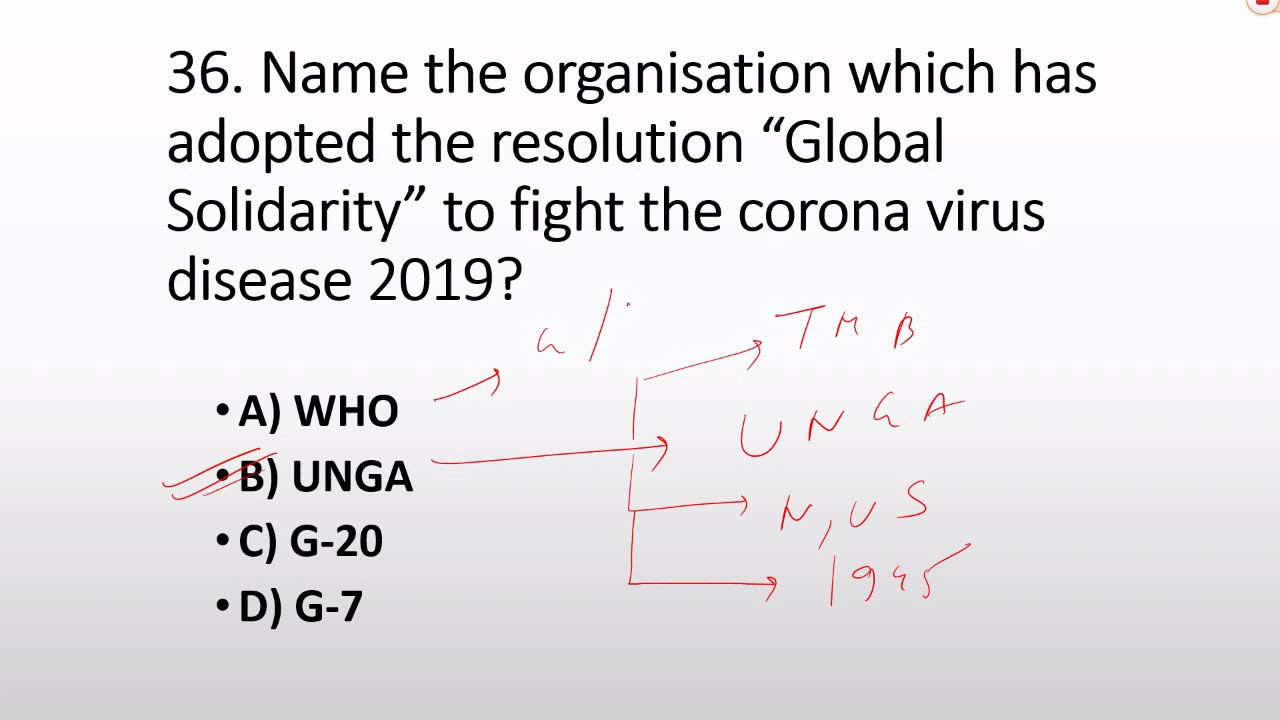 36. Name the organisation which has
adopted the resolution “Global
Solidarity” to fight the corona virus
disease 2019?
G /
TMB
• A) WHO
UNGA
• B) UNGA
N, US
• C) G-20
1945
• D) G-7